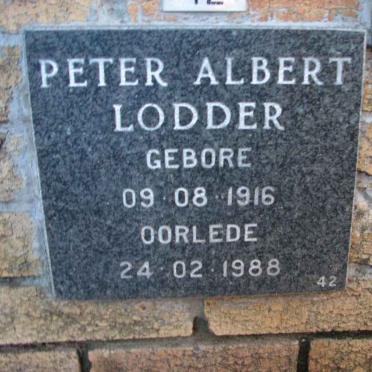 PETER ALBERT
LODDER
GEBORE
09·08·1916
OORLEDE
24·02·1988
42